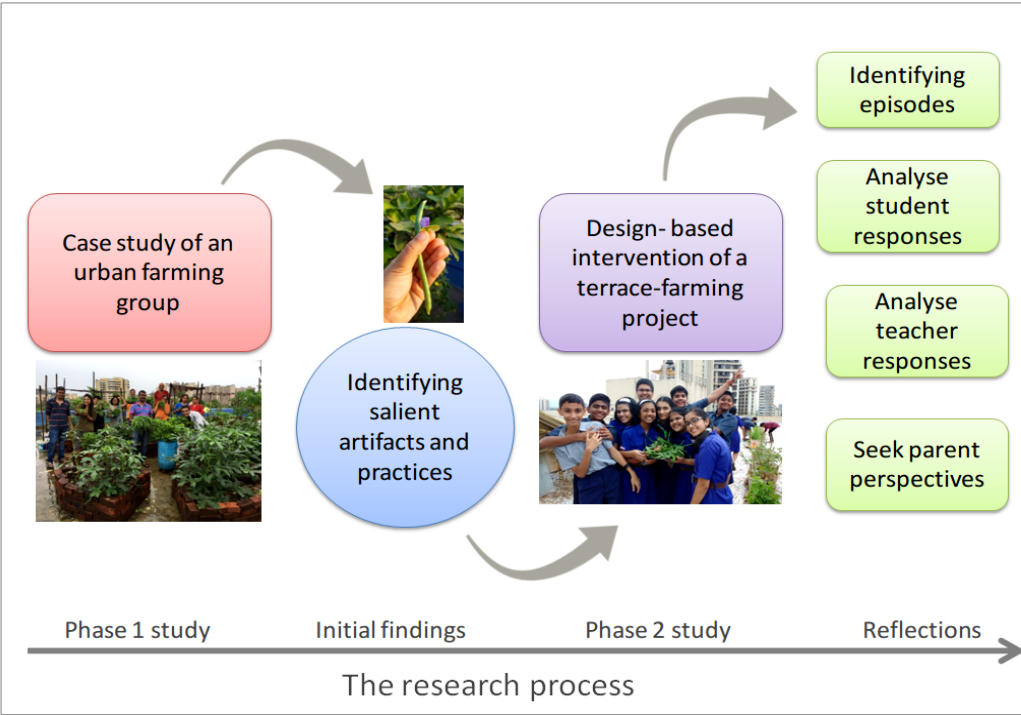 Case study of an
urban farming
group
Identifying
salient
artifacts and
practices
Design- based
intervention of a
terrace-farming
project
Identifying
episodes
Analyse
student
responses
Analyse
teacher
responses
Seek parent
perspectives
Phase 1 study
Initial findings
Phase 2 study
Reflections
The research process